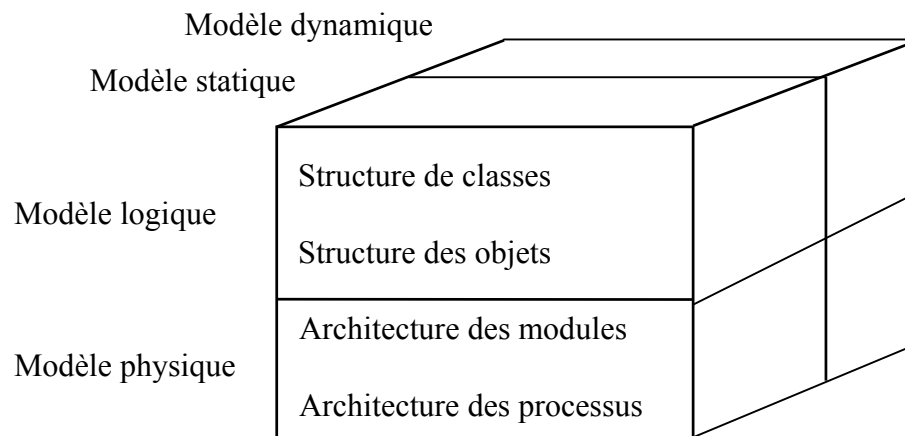 Modèle dynamique
Modèle statique
Structure de classes
Modèle logique
Structure des objets
Architecture des modules
Modèle physique
Architecture des processus